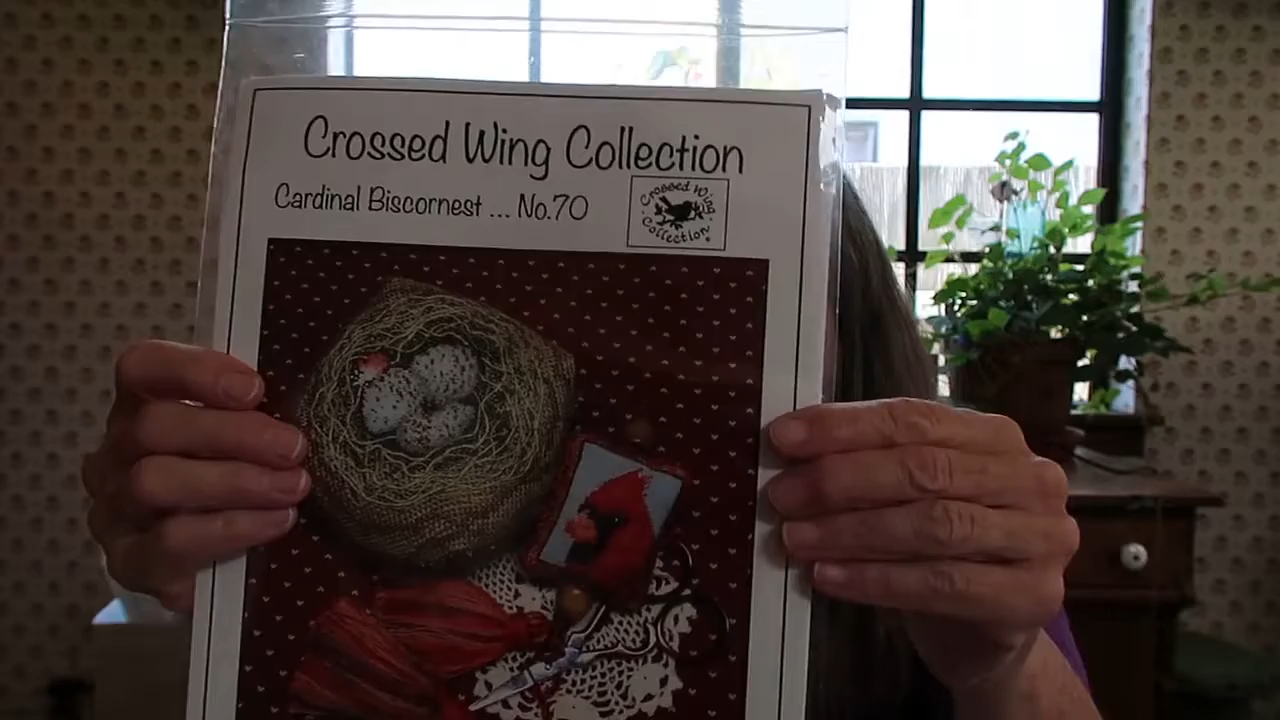 Crossed Wing Collection
Cardinal Biscornest ... No.70
Crossed Wing
Collection